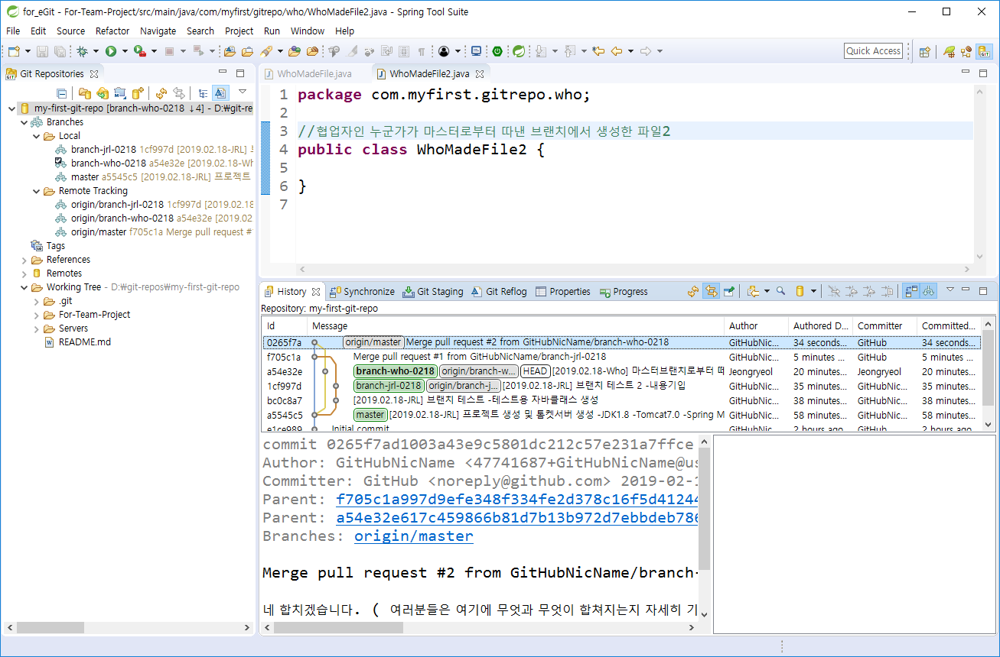 for_eGit - For-Team-Project/src/main/java/com/myfirst/gitrepo/who/WhoMadeFile2.java - Spring Tool Suite
File Edit Source Refactor Navigate Search Project Run Window Help
Quick Access
Git Repositories
my-first-git-repo [branch-who-0218 ↓4] - D:₩git-re
Branches
Local
branch-jrl-0218 1cf997d [2019.02.18-JRL]
branch-who-0218 a54e32e [2019.02.18-Wh
master a5545c5 [2019.02.18-JRL] 프로젝트
Remote Tracking
origin/branch-jrl-0218 1cf997d [2019.02.18
origin/branch-who-0218 a54e32e [2019.02
origin/master f705c1a Merge pull request #
Tags
References
Remotes
Working Tree - D:₩git-repos₩my-first-git-repo
.git
For-Team-Project
Servers
README.md
WhoMadeFile.java WhoMadeFile2.java
1 package com.myfirst.gitrepo.who;
2
3 //협업자인 누군가가 마스터로부터 따낸 브랜치에서 생성한 파일2
4 public class WhoMadeFile2 {
5
6 }
7
History Synchronize Git Staging Git Reflog Properties Progress
Repository: my-first-git-repo
Id Message Author Authored D... Committer Committed...
0265f7a origin/master Merge pull request #2 from GitHubNicName/branch-who-0218 GitHubNic... 34 seconds... GitHub 34 seconds...
f705c1a Merge pull request #1 from GitHubNicName/branch-jrl-0218 GitHubNic... 5 minutes ... GitHub 5 minutes ...
a54e32e branch-who-0218 origin/branch-w... HEAD [2019.02.18-Who] 마스터브랜치로부터 따 Jeongryeol 20 minutes... Jeongryeol 20 minutes...
1cf997d branch-jrl-0218 origin/branch-j... [2019.02.18-JRL] 브랜치 테스트 2 -내용기입 GitHubNic... 35 minutes... GitHubNic... 35 minutes...
bc0c8a7 [2019.02.18-JRL] 브랜치 테스트 -테스트용 자바클래스 생성 GitHubNic... 38 minutes... GitHubNic... 38 minutes...
a5545c5 master [2019.02.18-JRL] 프로젝트 생성 및 톰켓서버 생성 -JDK1.8 -Tomcat7.0 -Spring M GitHubNic... 58 minutes... GitHubNic... 58 minutes...
e1ce989 Initial commit GitHubNic... 2 hours ago GitHub 2 hours ago
commit 0265f7ad1003a43e9c5801dc212c57e231a7ffce
Author: GitHubNicName <47741687+GitHubNicName@us
Committer: GitHub <noreply@github.com> 2019-02-1
Parent: f705c1a997d9efe348f334fe2d378c16f5d41244
Parent: a54e32e617c459866b81d7b13b972d7ebbdeb786
Branches: origin/master
Merge pull request #2 from GitHubNicName/branch-
네 합치겠습니다. ( 여러분들은 여기에 무엇과 무엇이 합쳐지는지 자세히 기